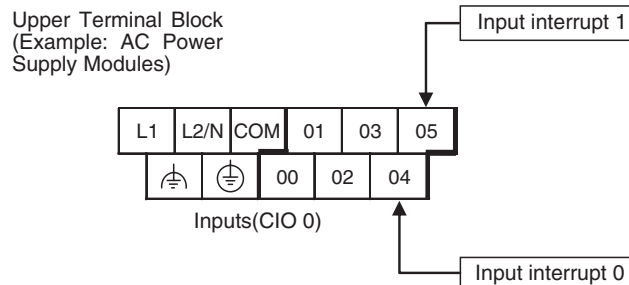 Upper Terminal Block
(Example: AC Power
Supply Modules)
Input interrupt 1
L1 L2/N COM 01 03 05
00 02 04
Inputs(CIO 0)
Input interrupt 0